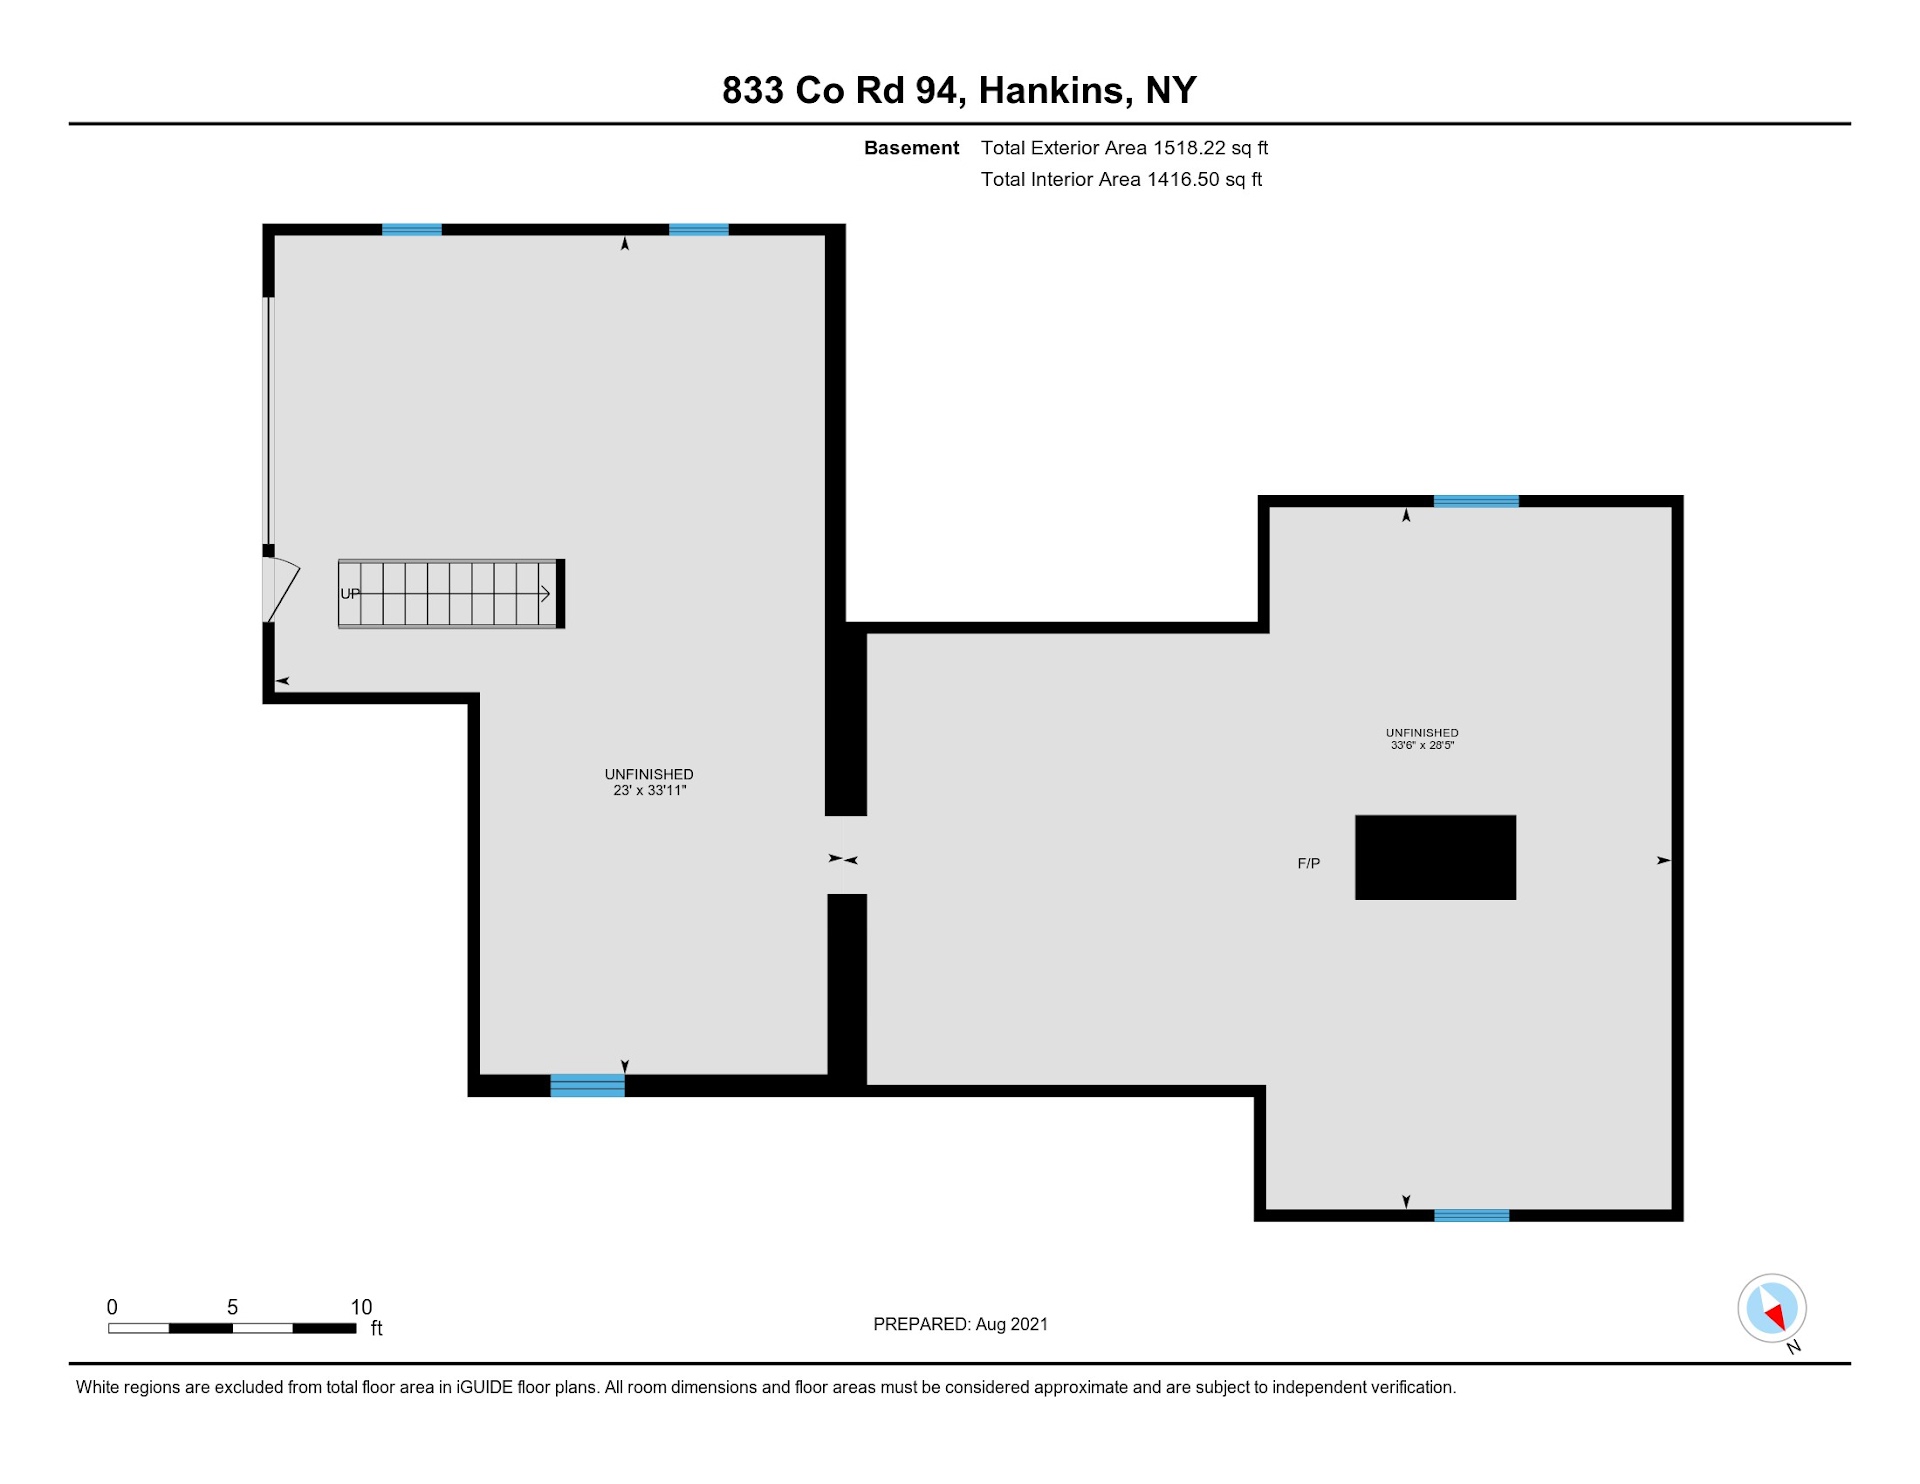 833 Co Rd 94, Hankins, NY
Basement Total Exterior Area 1518.22 sq ft
Total Interior Area 1416.50 sq ft
UP
UNFINISHED
33'6" x 28'5"
UNFINISHED
23' x 33'11"
F/P
0 5 10
ft
PREPARED: Aug 2021
N
White regions are excluded from total floor area in iGUIDE floor plans. All room dimensions and floor areas must be considered approximate and are subject to independent verification.